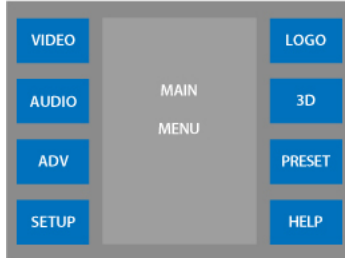 VIDEO
LOGO
AUDIO
MAIN
MENU
3D
ADV
PRESET
SETUP
HELP